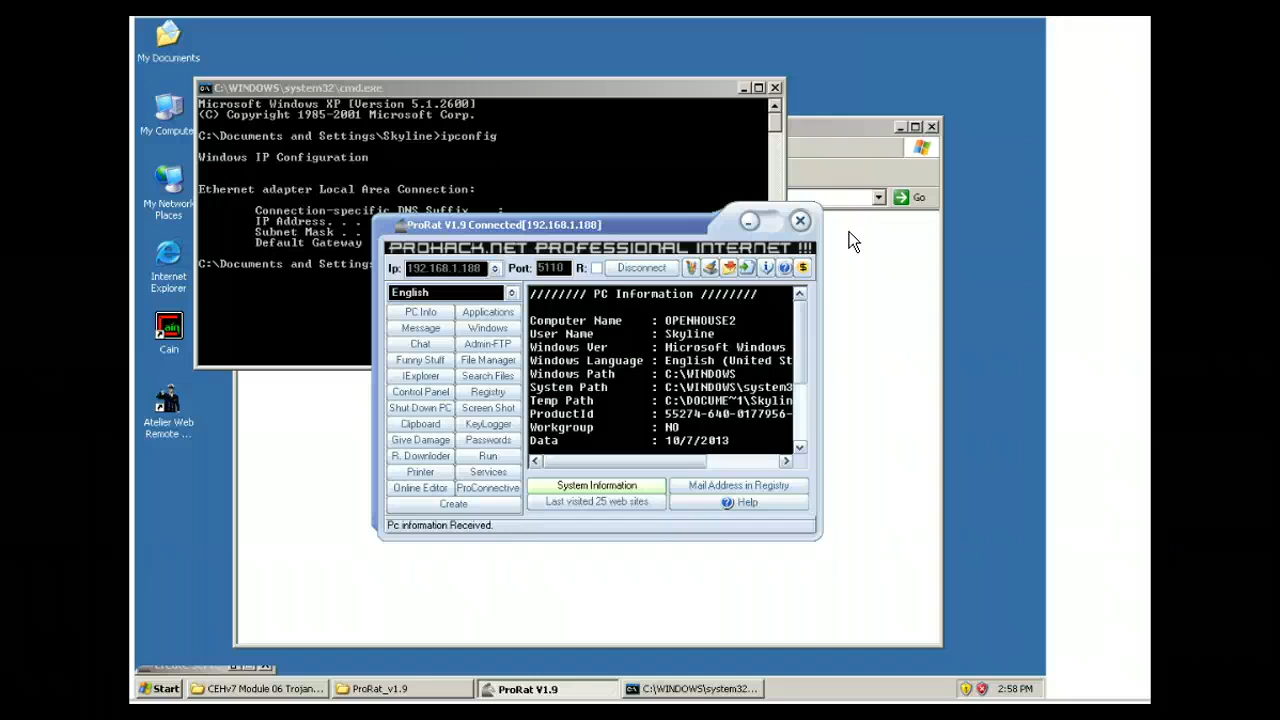 My Documents
My Compute
My Network
Places
Internet
Explorer
Cain
Atelier Web
Remote ...
C:\WINDOWS\system32\cmd.exe
Microsoft Windows XP [Version 5.1.2600]
(C) Copyright 1985-2001 Microsoft Corp.
C:\Documents and Settings\Skyline>ipconfig
Windows IP Configuration
Ethernet adapter Local Area Connection:
Connection-specific DNS Suffix . :
IP Address. . .
Subnet Mask . .
Default Gateway
C:\Documents and Setting
Go
ProRat V1.9 Connected[192.168.1.188]
PROHACK.NET PROFESSIONAL INTERNET !!!
Ip: 192.168.1.188 Port: 5110 R: Disconnect
English
PC Info Applications
Message Windows
Chat Admin-FTP
Funny Stuff File Manager
IExplorer Search Files
Control Panel Registry
Shut Down PC Screen Shot
Clipboard KeyLogger
Give Damage Passwords
R. Downloder Run
Printer Services
Online Editor ProConnective
Create
//////// PC Information ////////
Computer Name : OPENHOUSE2
User Name : Skyline
Windows Ver : Microsoft Windows
Windows Language : English (United St
Windows Path : C:\WINDOWS
System Path : C:\WINDOWS\system3
Temp Path : C:\DOCUME~1\Skylin
ProductId : 55274-640-0177956-
Workgroup : NO
Data : 10/7/2013
System Information Mail Address in Registry
Last visited 25 web sites Help
Pc information Received.
Start CEHv7 Module 06 Trojan... ProRat_v1.9 ProRat V1.9 C:\WINDOWS\system32... 2:58 PM